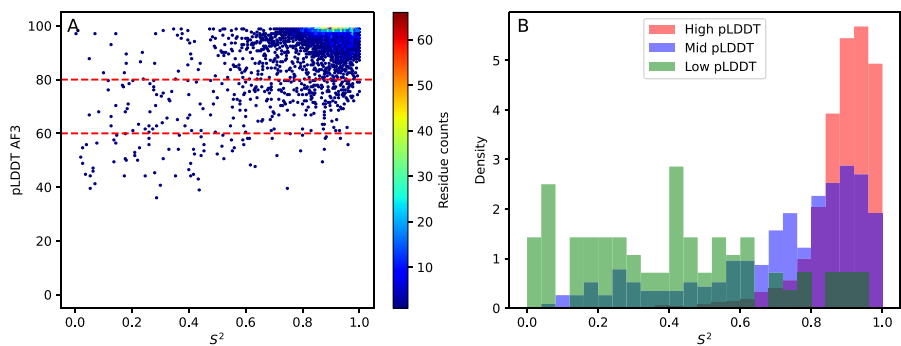 A
100
80
60
40
20
0
pLDDT AF3
0.0 0.2 0.4 0.6 0.8 1.0
S²
60
50
40
30
20
10
Residue counts
B
High pLDDT
Mid pLDDT
Low pLDDT
5
4
3
2
1
0
Density
0.0 0.2 0.4 0.6 0.8 1.0
S²